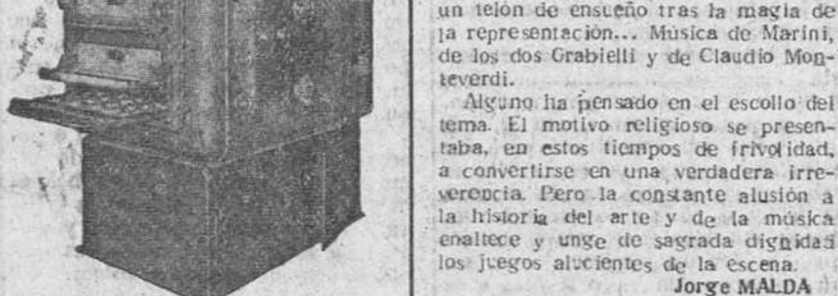 un telón de ensueño tras la magia de
la representación... Música de Marini,
de los dos Grabielli y de Claudio Mon-
teverdi.
Alguno ha pensado en el escollo del
tema. El motivo religioso se presen-
taba, en estos tiempos de frivolidad,
a convertirse en una verdadera irre-
verencia. Pero la constante alusión a
la historia del arte y de la música
enaltece y unge de sagrada dignidad
los juegos alucientes de la escena.
Jorge MALDA